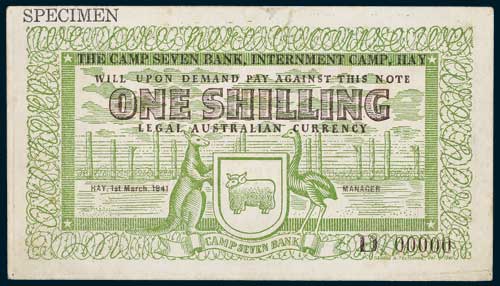 SPECIMEN
THE CAMP SEVEN BANK, INTERNMENT CAMP, HAY
WILL UPON DEMAND PAY AGAINST THIS NOTE
ONE SHILLING
LEGAL AUSTRALIAN CURRENCY
HAY, 1st March, 1941
MANAGER
CAMP SEVEN BANK
D 00000